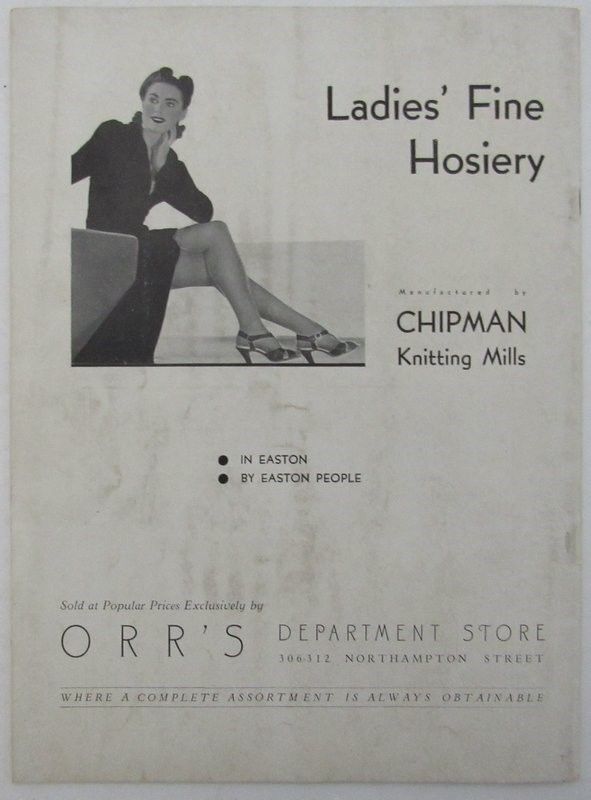 Ladies' Fine
Hosiery
Manufactured by
CHIPMAN
Knitting Mills
● IN EASTON
● BY EASTON PEOPLE
Sold at Popular Prices Exclusively by
ORR'S DEPARTMENT STORE
306-312 NORTHAMPTON STREET
WHERE A COMPLETE ASSORTMENT IS ALWAYS OBTAINABLE